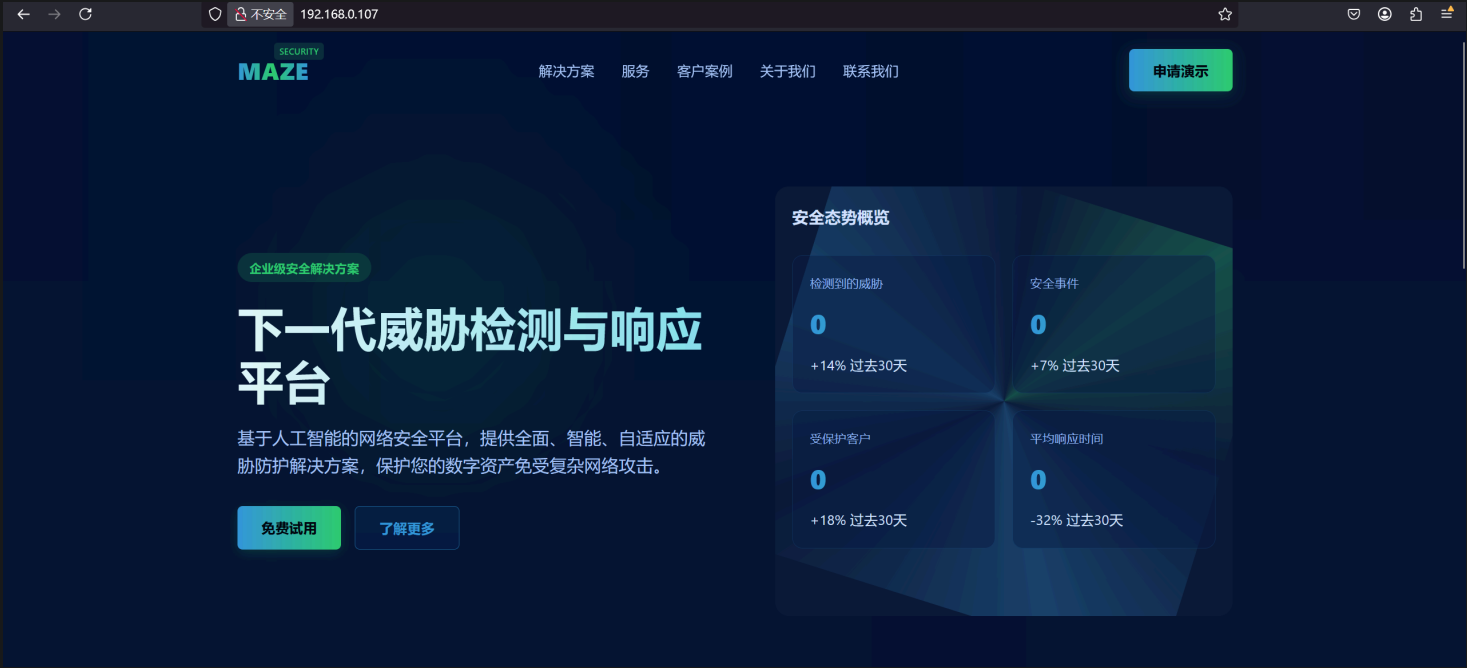 不安全 192.168.0.107
SECURITY
MAZE
解决方案 服务 客户案例 关于我们 联系我们
申请演示
企业级安全解决方案
下一代威胁检测与响应
平台
基于人工智能的网络安全平台，提供全面、智能、自适应的威
胁防护解决方案，保护您的数字资产免受复杂网络攻击。
免费试用 了解更多
安全态势概览
检测到的威胁
0
+14% 过去30天
安全事件
0
+7% 过去30天
受保护客户
0
+18% 过去30天
平均响应时间
0
-32% 过去30天